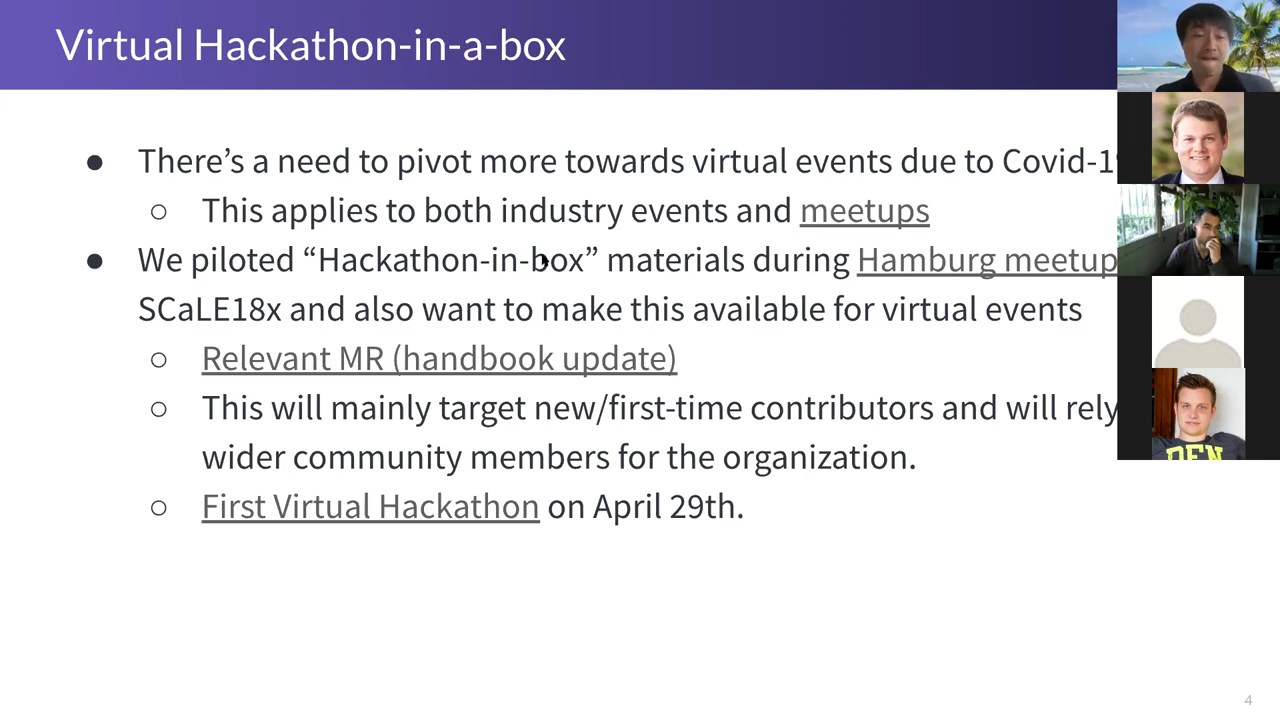 Virtual Hackathon-in-a-box
● There’s a need to pivot more towards virtual events due to Covid-1
○ This applies to both industry events and meetups
● We piloted “Hackathon-in-box” materials during Hamburg meetup
SCaLE18x and also want to make this available for virtual events
○ Relevant MR (handbook update)
○ This will mainly target new/first-time contributors and will rely
wider community members for the organization.
○ First Virtual Hackathon on April 29th.
DEN
4